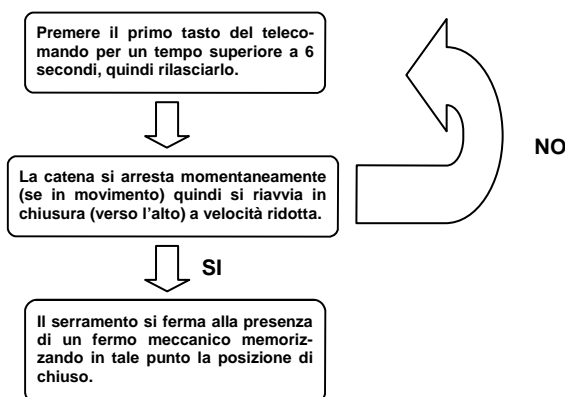 Premere il primo tasto del teleco-
mando per un tempo superiore a 6
secondi, quindi rilasciarlo.
La catena si arresta momentaneamente
(se in movimento) quindi si riavvia in
chiusura (verso l'alto) a velocità ridotta.
NO
SI
Il serramento si ferma alla presenza
di un fermo meccanico memoriz-
zando in tale punto la posizione di
chiuso.